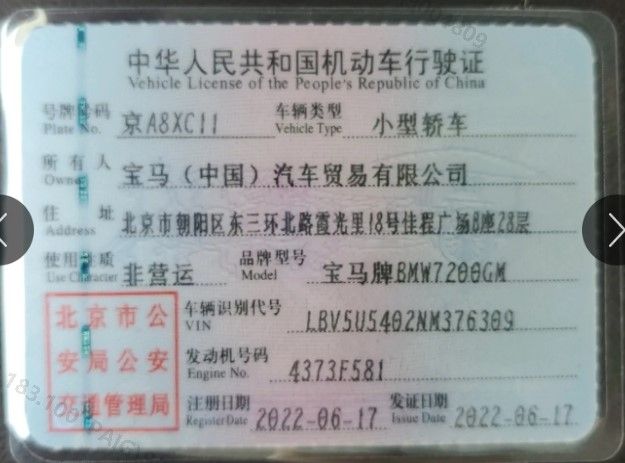 中华人民共和国机动车行驶证
Vehicle License of the People's Republic of China
号牌号码 Plate No. 京A8XC11 车辆类型 Vehicle Type 小型轿车
所有人 Owner 宝马（中国）汽车贸易有限公司
住址 Address 北京市朝阳区东三环北路霞光里18号佳程广场B座28层
使用性质 Use Character 非营运 品牌型号 Model 宝马牌BMW7200GM
车辆识别代号 VIN LBV5U5402NM376309
发动机号码 Engine No. 4373F581
注册日期 Register Date 2022-06-17 发证日期 Issue Date 2022-06-17
北京市公
安局公安
交通管理局